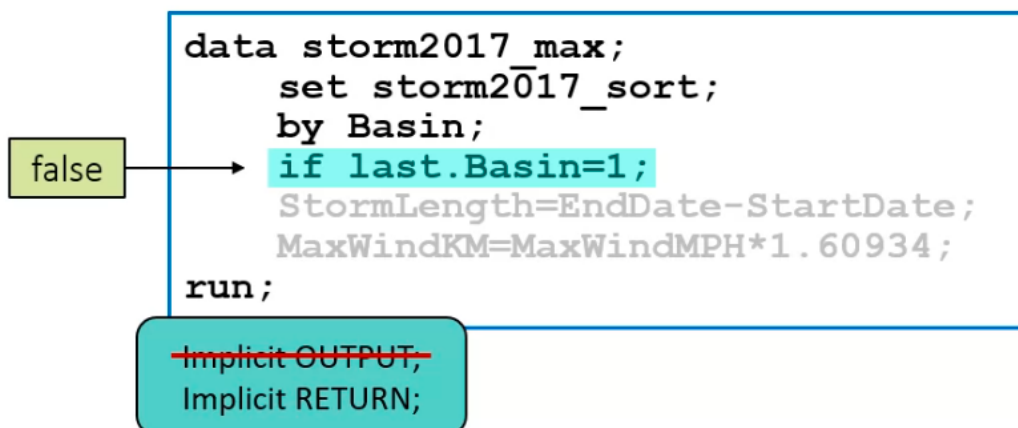 data storm2017_max;
set storm2017_sort;
by Basin;
false
if last.Basin=1;
StormLength=EndDate-StartDate;
MaxWindKM=MaxWindMPH*1.60934;
run;
Implicit OUTPUT;
Implicit RETURN;